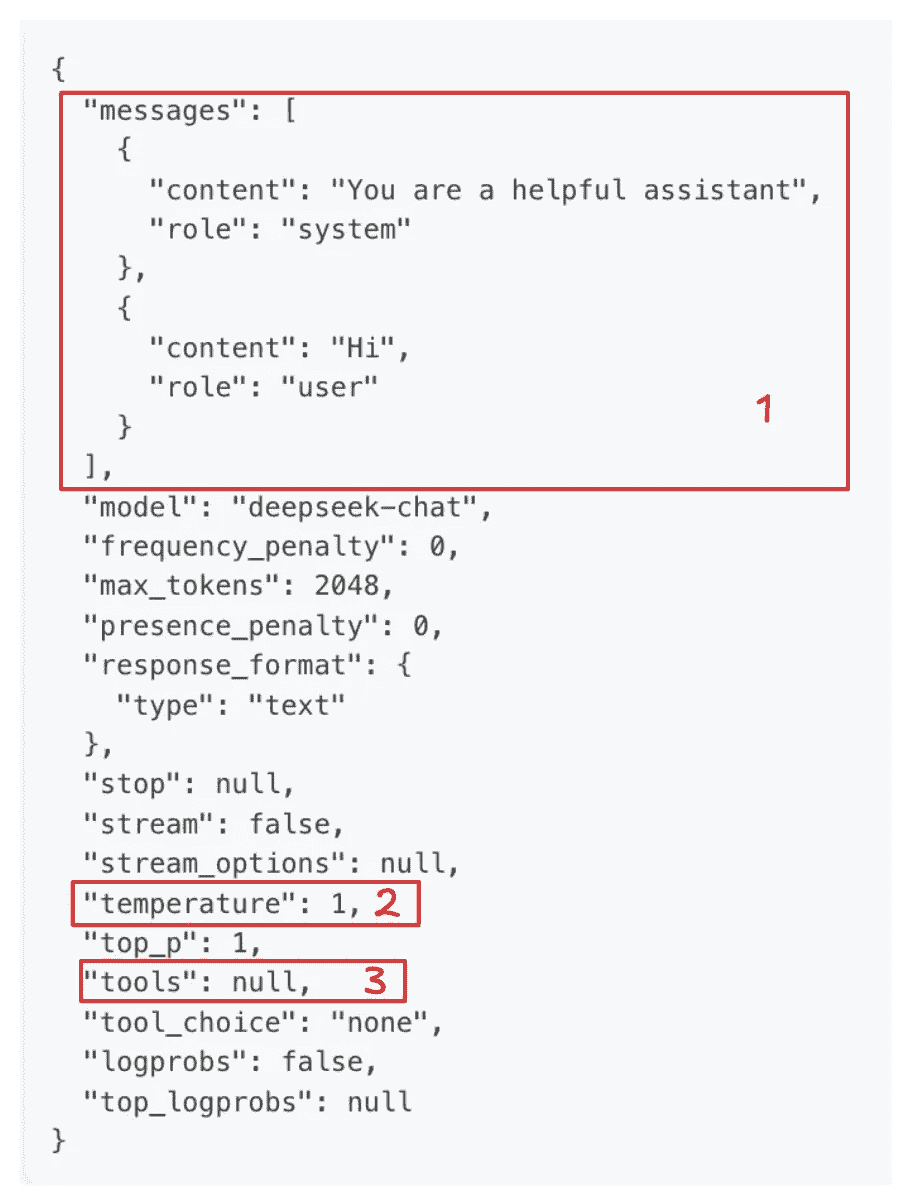 {
"messages": [
{
"content": "You are a helpful assistant",
"role": "system"
},
{
"content": "Hi",
"role": "user"
}
1
],
"model": "deepseek-chat",
"frequency_penalty": 0,
"max_tokens": 2048,
"presence_penalty": 0,
"response_format": {
"type": "text"
},
"stop": null,
"stream": false,
"stream_options": null,
"temperature": 1, 2
"top_p": 1,
"tools": null, 3
"tool_choice": "none",
"logprobs": false,
"top_logprobs": null
}